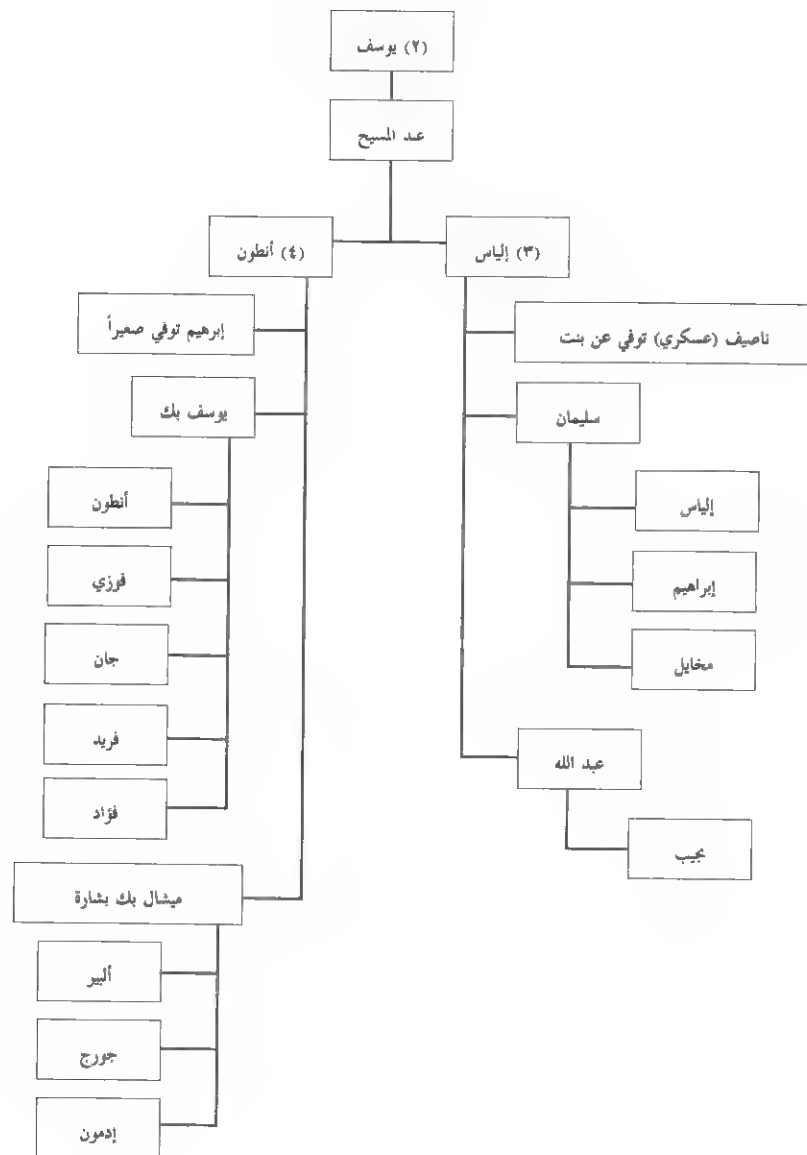 (٢) يوسف
عبد المسيح
(٣) إلياس
(٤) أنطون
ناصيف (عسكري) توفي عن بنت
إبرهيم توفي صغيراً
سليمان
يوسف بك
إلياس
أنطون
إبراهيم
فوزي
مخايل
جان
عبد الله
فريد
نجيب
فؤاد
ميشال بك بشارة
ألبير
جورج
إدمون